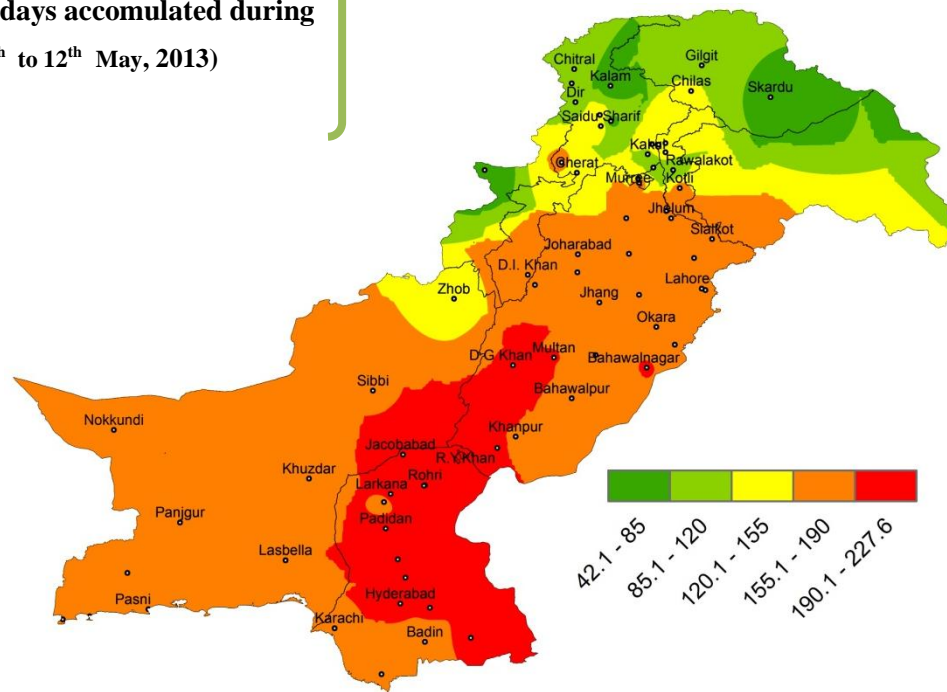 days accomulated during
h to 12th May, 2013)
Chitral
Gilgit
Kalam
Chilas
Skardu
Dir
Saidu Sharif
Rawalakot
Cherat
Kotli
Jhelum
Sialkot
Joharabad
D.I. Khan
Lahore
Zhob
Jhang
Okara
Multan
D-G Khan
Bahawalnagar
Sibbi
Bahawalpur
Nokkundi
Khanpur
Jacobabad
R.Y.Khan
Khuzdar
Rohri
Larkana
Panjgur
Padidan
Lasbella
Pasni
Hyderabad
Karachi
Badin
42.1 - 85
85.1 - 120
120.1 - 155
155.1 - 190
190.1 - 227.6